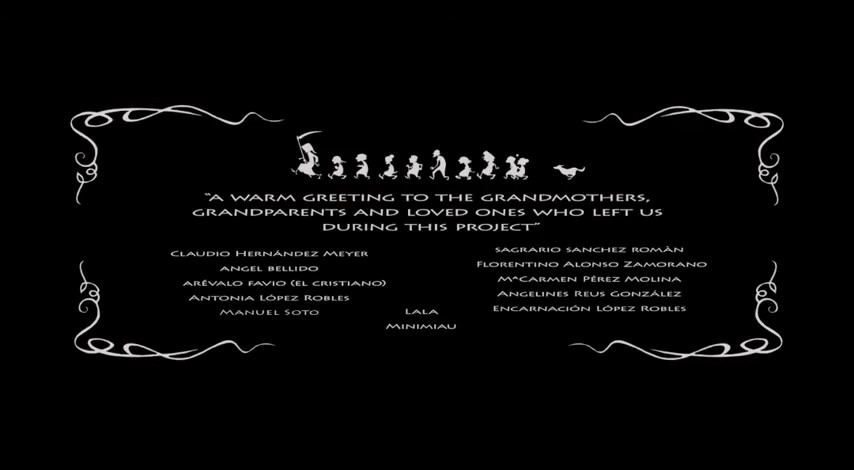 “A WARM GREETING TO THE GRANDMOTHERS,
GRANDPARENTS AND LOVED ONES WHO LEFT US
DURING THIS PROJECT”
CLAUDIO HERNÁNDEZ MEYER
ANGEL BELLIDO
ARÉVALO FAVIO (EL CRISTIANO)
ANTONIA LÓPEZ ROBLES
MANUEL SOTO
LALA
MINIMIAU
SAGRARIO SANCHEZ ROMÀN
FLORENTINO ALONSO ZAMORANO
MªCARMEN PÉREZ MOLINA
ANGELINES REUS GONZÁLEZ
ENCARNACIÓN LÓPEZ ROBLES